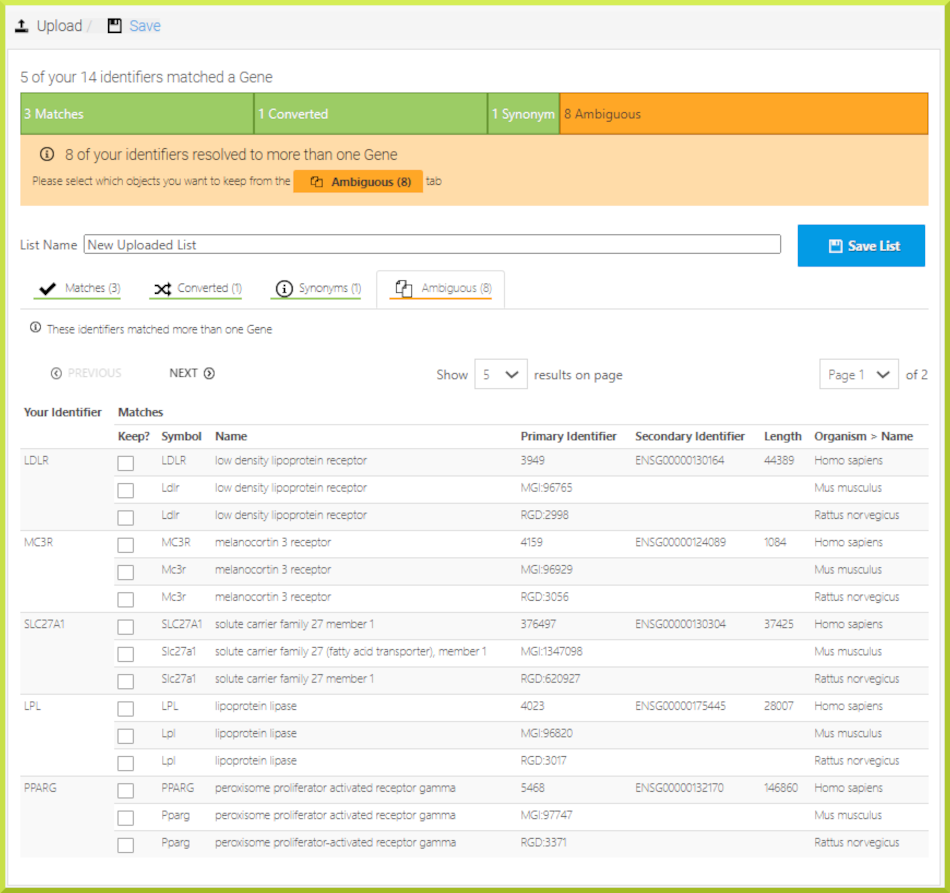 Upload / Save
5 of your 14 identifiers matched a Gene
3 Matches 1 Converted 1 Synonym 8 Ambiguous
8 of your identifiers resolved to more than one Gene
Please select which objects you want to keep from the Ambiguous (8) tab
List Name New Uploaded List Save List
Matches (3) Converted (1) Synonyms (1) Ambiguous (8)
These identifiers matched more than one Gene
PREVIOUS NEXT Show 5 results on page Page 1 of 2
Your Identifier Matches
Keep? Symbol Name Primary Identifier Secondary Identifier Length Organism > Name
LDLR LDLR low density lipoprotein receptor 3949 ENSG00000130164 44389 Homo sapiens
Ldlr low density lipoprotein receptor MGI:96765 Mus musculus
Ldlr low density lipoprotein receptor RGD:2998 Rattus norvegicus
MC3R MC3R melanocortin 3 receptor 4159 ENSG00000124089 1084 Homo sapiens
Mc3r melanocortin 3 receptor MGI:96929 Mus musculus
Mc3r melanocortin 3 receptor RGD:3056 Rattus norvegicus
SLC27A1 SLC27A1 solute carrier family 27 member 1 376497 ENSG00000130304 37425 Homo sapiens
Slc27a1 solute carrier family 27 (fatty acid transporter), member 1 MGI:1347098 Mus musculus
Slc27a1 solute carrier family 27 member 1 RGD:620927 Rattus norvegicus
LPL LPL lipoprotein lipase 4023 ENSG00000175445 28007 Homo sapiens
Lpl lipoprotein lipase MGI:96820 Mus musculus
Lpl lipoprotein lipase RGD:3017 Rattus norvegicus
PPARG PPARG peroxisome proliferator activated receptor gamma 5468 ENSG00000132170 146860 Homo sapiens
Pparg peroxisome proliferator activated receptor gamma MGI:97747 Mus musculus
Pparg peroxisome proliferator-activated receptor gamma RGD:3371 Rattus norvegicus